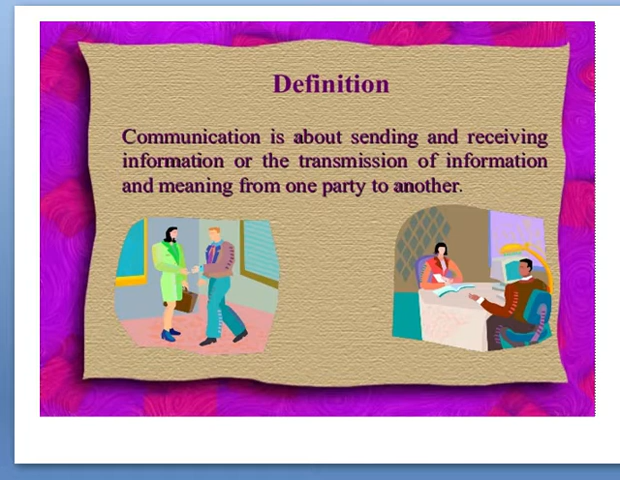 Definition
Communication is about sending and receiving
information or the transmission of information
and meaning from one party to another.